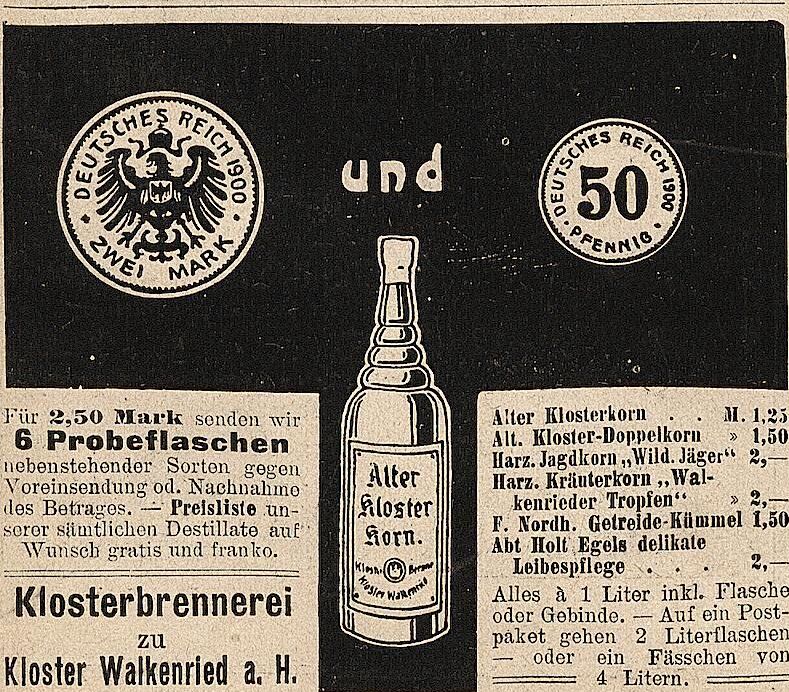 DEUTSCHES REICH 1900
ZWEI MARK
und
DEUTSCHES REICH 1900
50
PFENNIG
Für 2,50 Mark senden wir
6 Probeflaschen
nebenstehender Sorten gegen
Voreinsendung od. Nachnahme
des Betrages. — Preisliste un-
serer sämtlichen Destillate auf
Wunsch gratis und franko.
Klosterbrennerei
zu
Kloster Walkenried a. H.
Alter
Kloster
Korn.
Kloster Walkenried
Alter Klosterkorn . . M. 1,25
Alt. Kloster-Doppelkorn » 1,50
Harz. Jagdkorn „Wild. Jäger“ 2,—
Harz. Kräuterkorn „Wal-
kenrieder Tropfen“ » 2,—
F. Nordh. Getreide-Kümmel 1,50
Abt Holt Egels delikate
Leibespflege . . . 2,—
Alles à 1 Liter inkl. Flasche
oder Gebinde. — Auf ein Post-
paket gehen 2 Literflaschen
— oder ein Fässchen von
4 Litern.